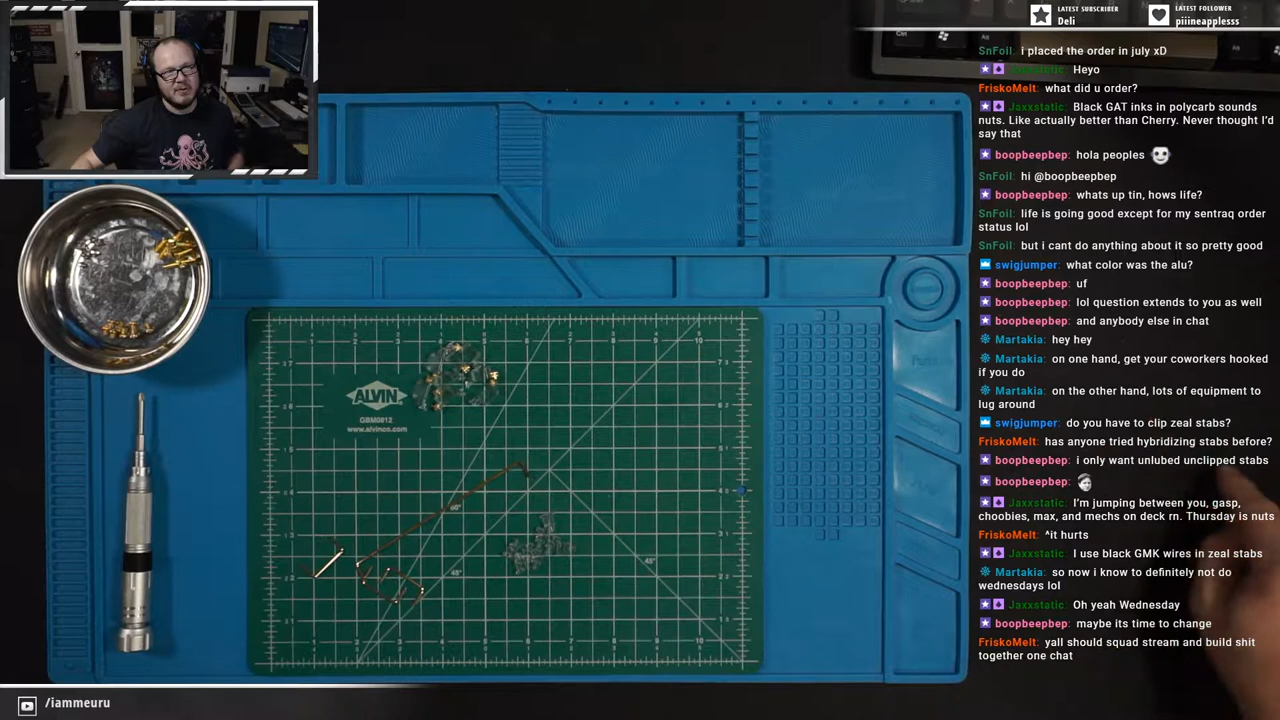 LATEST SUBSCRIBER
Deli
LATEST FOLLOWER
piiineapplesss
SnFoil: i placed the order in july xD
Jaxxstatic: Heyo
FriskoMelt: what did u order?
Jaxxstatic: Black GAT inks in polycarb sounds
nuts. Like actually better than Cherry. Never thought I'd
say that
boopbeepbep: hola peoples
SnFoil: hi @boopbeepbep
boopbeepbep: whats up tin, hows life?
SnFoil: life is going good except for my sentraq order
status lol
SnFoil: but i cant do anything about it so pretty good
swigjumper: what color was the alu?
boopbeepbep: uf
boopbeepbep: lol question extends to you as well
boopbeepbep: and anybody else in chat
Martakia: hey hey
Martakia: on one hand, get your coworkers hooked
if you do
Martakia: on the other hand, lots of equipment to
lug around
swigjumper: do you have to clip zeal stabs?
FriskoMelt: has anyone tried hybridizing stabs before?
boopbeepbep: i only want unlubed unclipped stabs
boopbeepbep:
Jaxxstatic: I'm jumping between you, gasp,
choobies, max, and mechs on deck rn. Thursday is nuts
FriskoMelt: ^it hurts
Jaxxstatic: I use black GMK wires in zeal stabs
Martakia: so now i know to definitely not do
wednesdays lol
Jaxxstatic: Oh yeah Wednesday
boopbeepbep: maybe its time to change
FriskoMelt: yall should squad stream and build shit
together one chat
ALVIN
GBM0812
www.alvinco.com
60°
45°
45°
/iammeuru